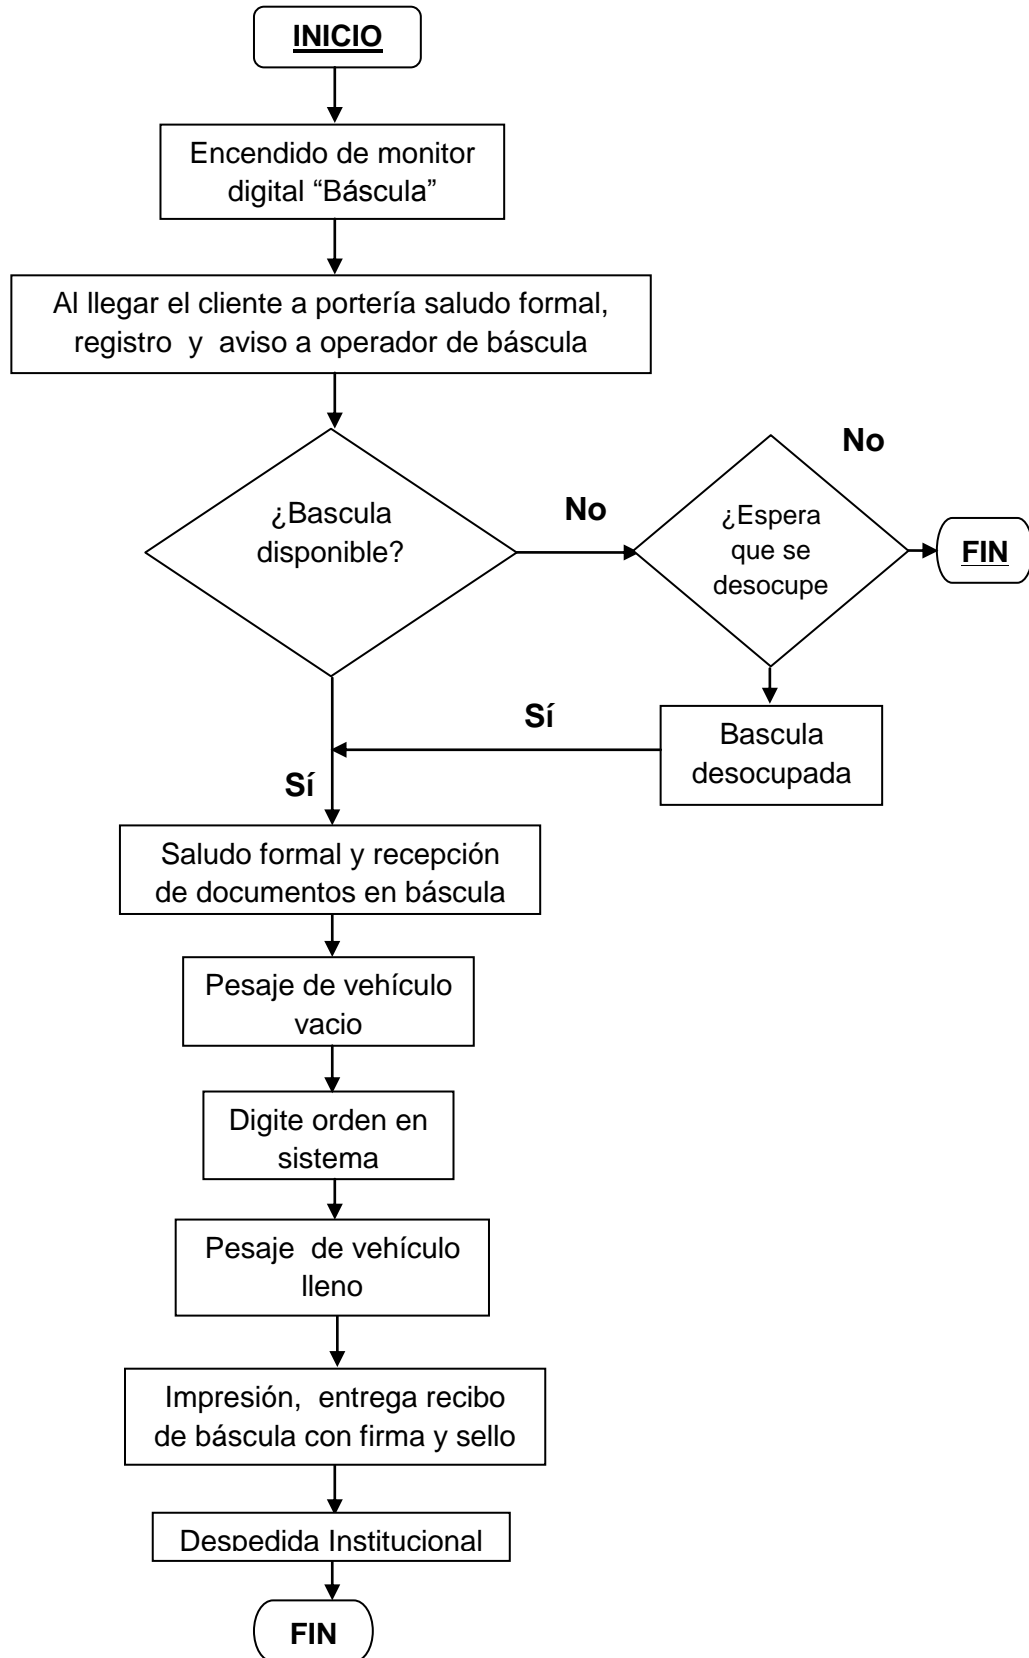 INICIO
Encendido de monitor
digital “Báscula”
Al llegar el cliente a portería saludo formal,
registro y aviso a operador de báscula
¿Bascula
disponible?
No
¿Espera
que se
desocupe
No
FIN
Bascula
desocupada
Sí
Sí
Saludo formal y recepción
de documentos en báscula
Pesaje de vehículo
vacio
Digite orden en
sistema
Pesaje de vehículo
lleno
Impresión, entrega recibo
de báscula con firma y sello
Despedida Institucional
FIN